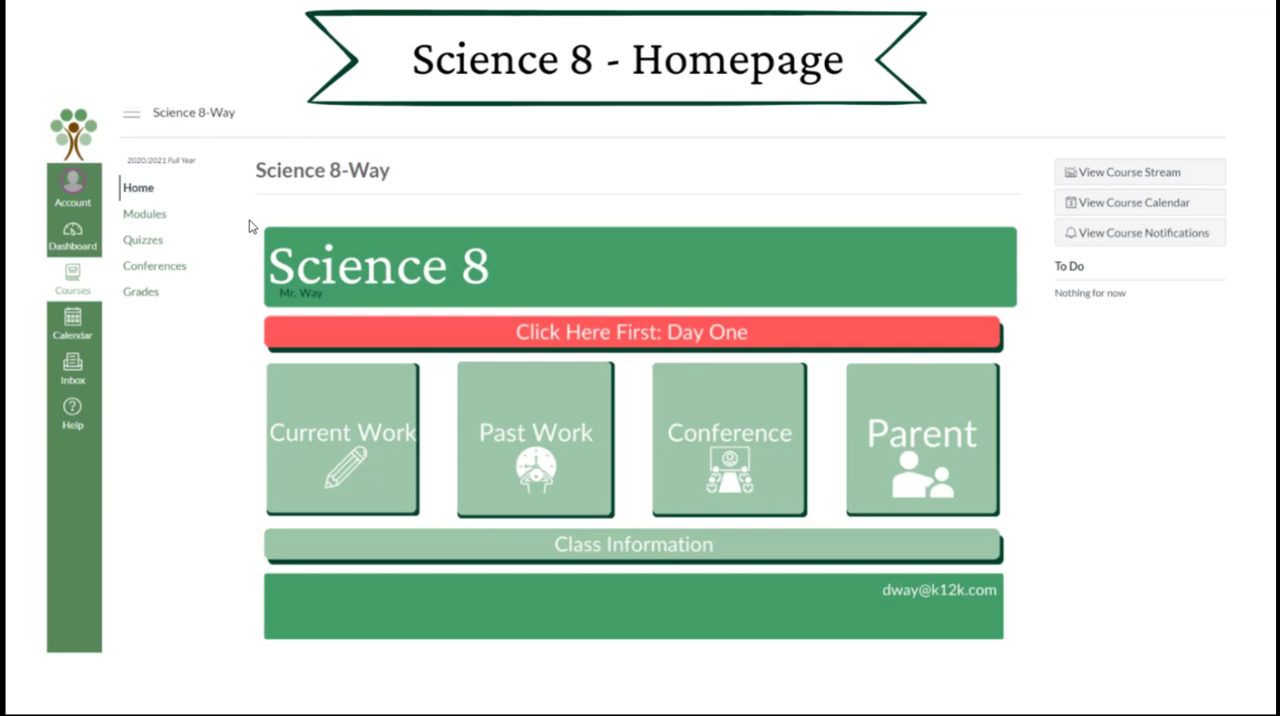 Science 8 - Homepage
Science 8-Way
2020/2021 Full Year
Account
Dashboard
Courses
Calendar
Inbox
Help
Home
Modules
Quizzes
Conferences
Grades
Science 8-Way
Science 8
Mr. Way
Click Here First: Day One
Current Work
Past Work
Conference
Parent
Class Information
dway@k12k.com
View Course Stream
View Course Calendar
View Course Notifications
To Do
Nothing for now